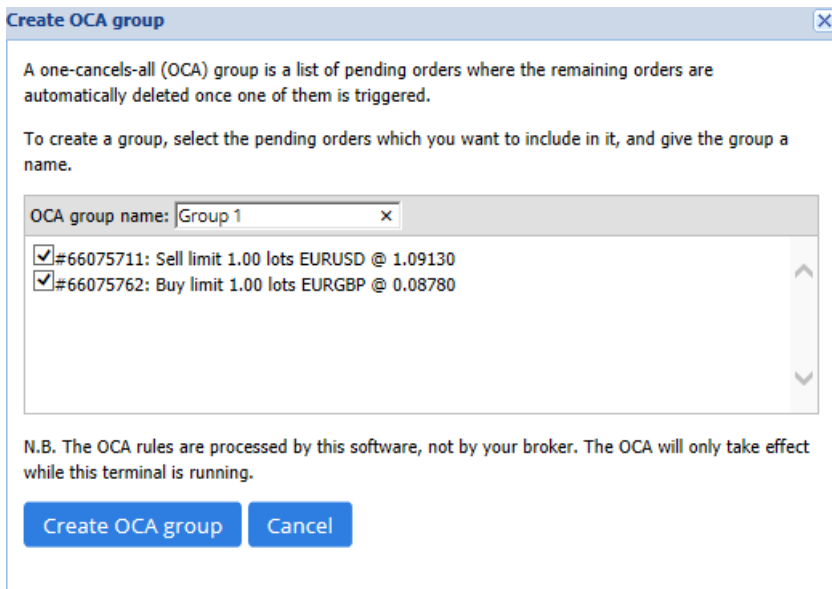 Create OCA group
A one-cancels-all (OCA) group is a list of pending orders where the remaining orders are
automatically deleted once one of them is triggered.
To create a group, select the pending orders which you want to include in it, and give the group a
name.
OCA group name: Group 1
#66075711: Sell limit 1.00 lots EURUSD @ 1.09130
#66075762: Buy limit 1.00 lots EURGBP @ 0.08780
N.B. The OCA rules are processed by this software, not by your broker. The OCA will only take effect
while this terminal is running.
Create OCA group Cancel